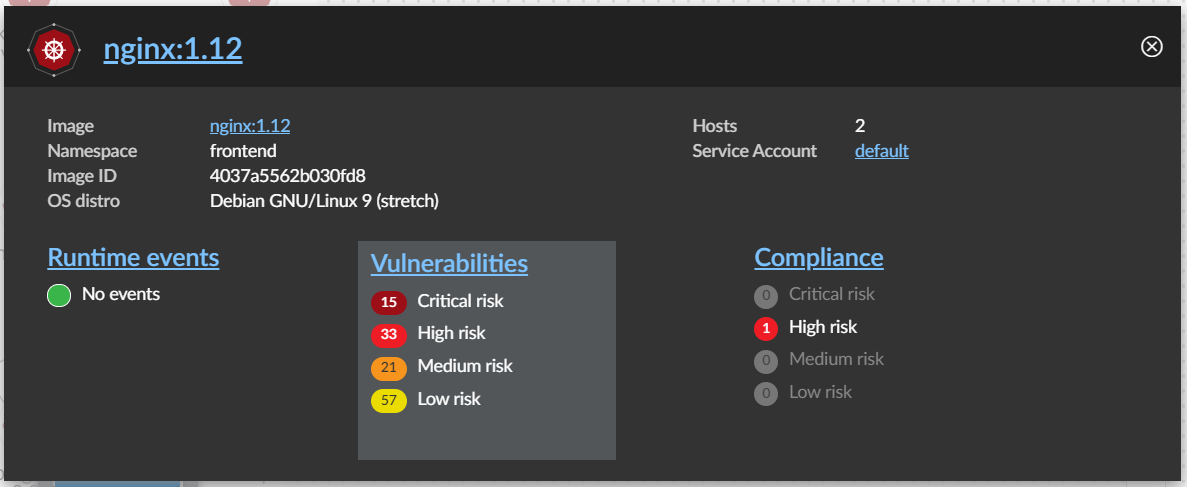 nginx:1.12
Image nginx:1.12
Namespace frontend
Image ID 4037a5562b030fd8
OS distro Debian GNU/Linux 9 (stretch)
Hosts 2
Service Account default
Runtime events
No events
Vulnerabilities
15 Critical risk
33 High risk
21 Medium risk
57 Low risk
Compliance
0 Critical risk
1 High risk
0 Medium risk
0 Low risk